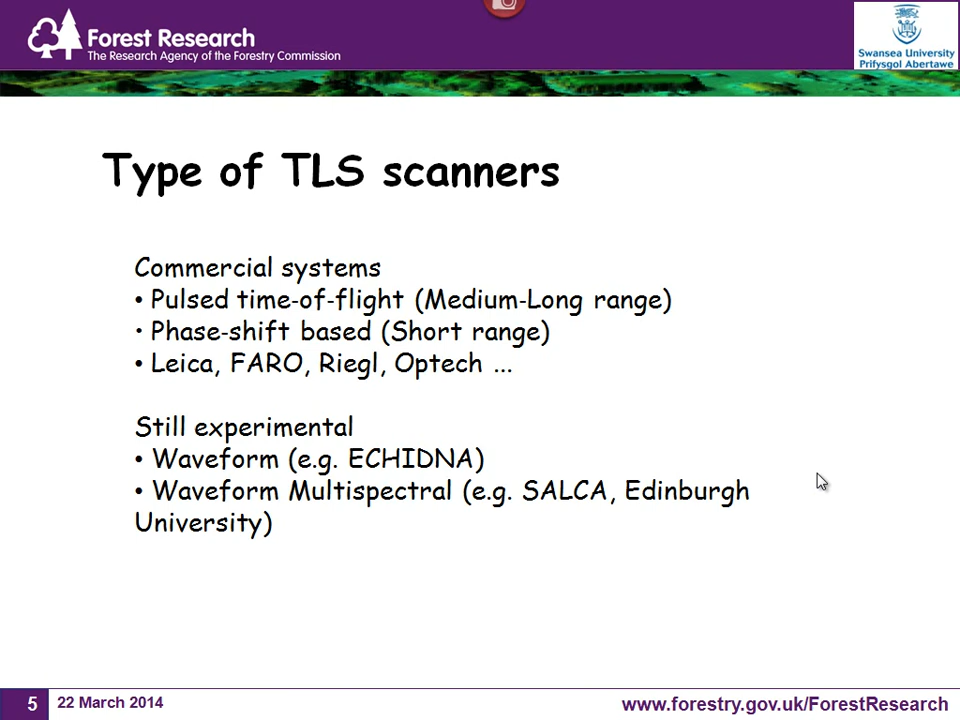 Forest Research
The Research Agency of the Forestry Commission
Swansea University
Prifysgol Abertawe
Type of TLS scanners
Commercial systems
• Pulsed time-of-flight (Medium-Long range)
• Phase-shift based (Short range)
• Leica, FARO, Riegl, Optech ...
Still experimental
• Waveform (e.g. ECHIDNA)
• Waveform Multispectral (e.g. SALCA, Edinburgh
University)
5
22 March 2014
www.forestry.gov.uk/ForestResearch